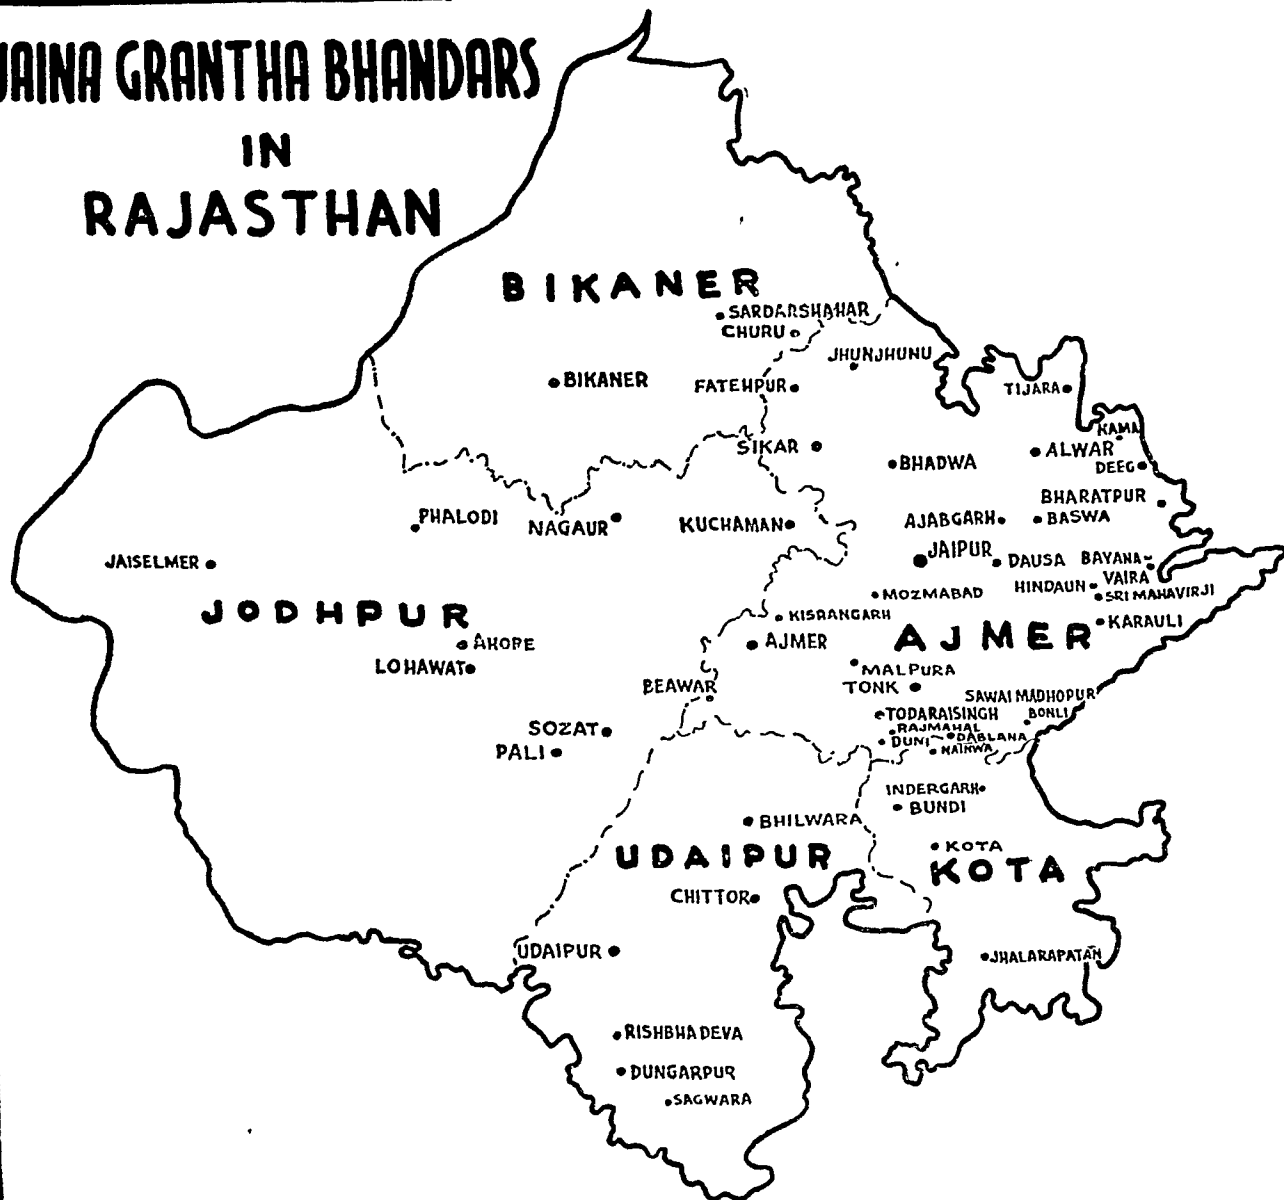 JAINA GRANTHA BHANDARS
IN
RAJASTHAN
BIKANER
SARDARSHAHAR
CHURU
JHUNJHUNU
BIKANER
FATEHPUR
TIJARA
KAMA
SIKAR
BHADWA
ALWAR
DEEG
BHARATPUR
PHALODI
NAGAUR
KUCHAMAN
AJABGARH
BASWA
JAISELMER
JAIPUR
DAUSA
BAYANA
VAIRA
HINDAUN
SRI MAHAVIRJI
MOZMABAD
JODHPUR
KISRANGARH
KARAULI
AHORE
AJMER
AJMER
LOHAWAT
MALPURA
BEAWAR
TONK
SAWAI MADHOPUR
TODARAISINGH
BONLI
SOZAT
RAJMAHAL
DUNI
DABLANA
PALI
NAINWA
INDERGARH
BUNDI
BHILWARA
KOTA
UDAIPUR
KOTA
CHITTOR
UDAIPUR
JHALARAPATAN
RISHBHADEVA
DUNGARPUR
SAGWARA